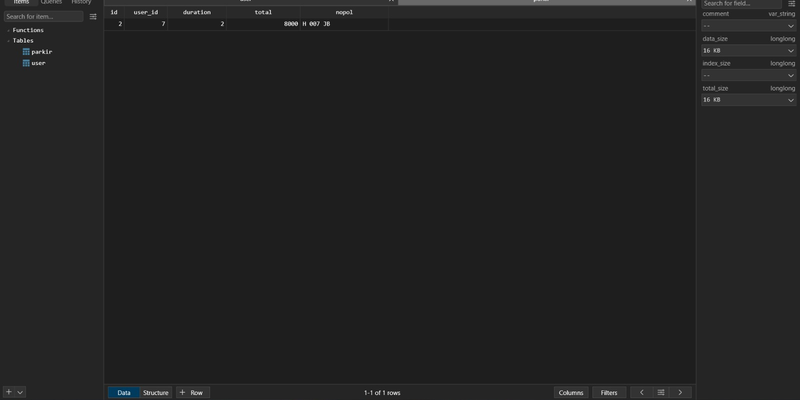 Items Queries History
Search for item...
Functions
Tables
parkir
user
id user_id duration total nopol
2 7 2 8000 H 007 JB
Data Structure + Row
1-1 of 1 rows
Columns Filters
Search for field...
comment var_string
--
data_size longlong
16 KB
index_size longlong
--
total_size longlong
16 KB